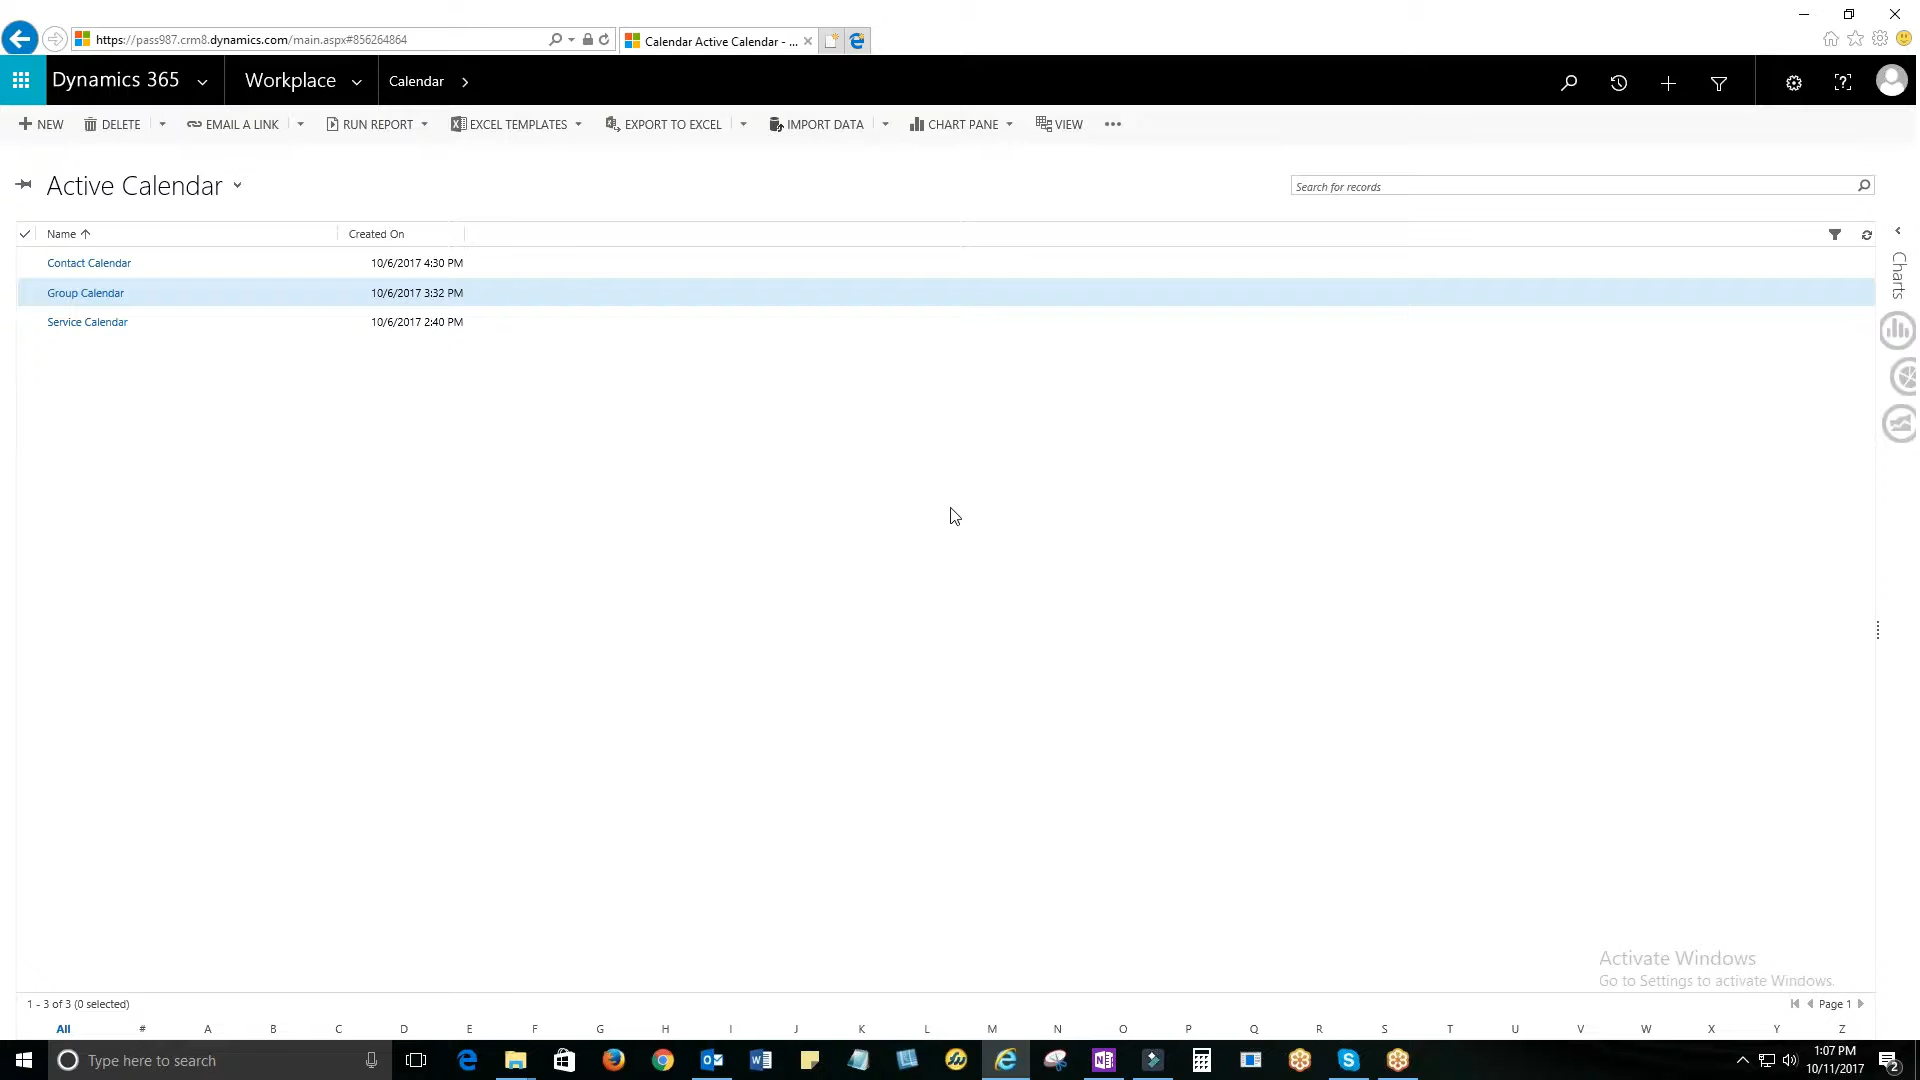 https://pass987.crm8.dynamics.com/main.aspx#856264864
Calendar Active Calendar - ...
Dynamics 365
Workplace
Calendar
NEW
DELETE
EMAIL A LINK
RUN REPORT
EXCEL TEMPLATES
EXPORT TO EXCEL
IMPORT DATA
CHART PANE
VIEW
Active Calendar
Search for records
Name
Created On
Contact Calendar 10/6/2017 4:30 PM
Group Calendar 10/6/2017 3:32 PM
Service Calendar 10/6/2017 2:40 PM
Charts
Activate Windows
Go to Settings to activate Windows.
1 - 3 of 3 (0 selected)
Page 1
All # A B C D E F G H I J K L M N O P Q R S T U V W X Y Z
Type here to search
1:07 PM
10/11/2017
2